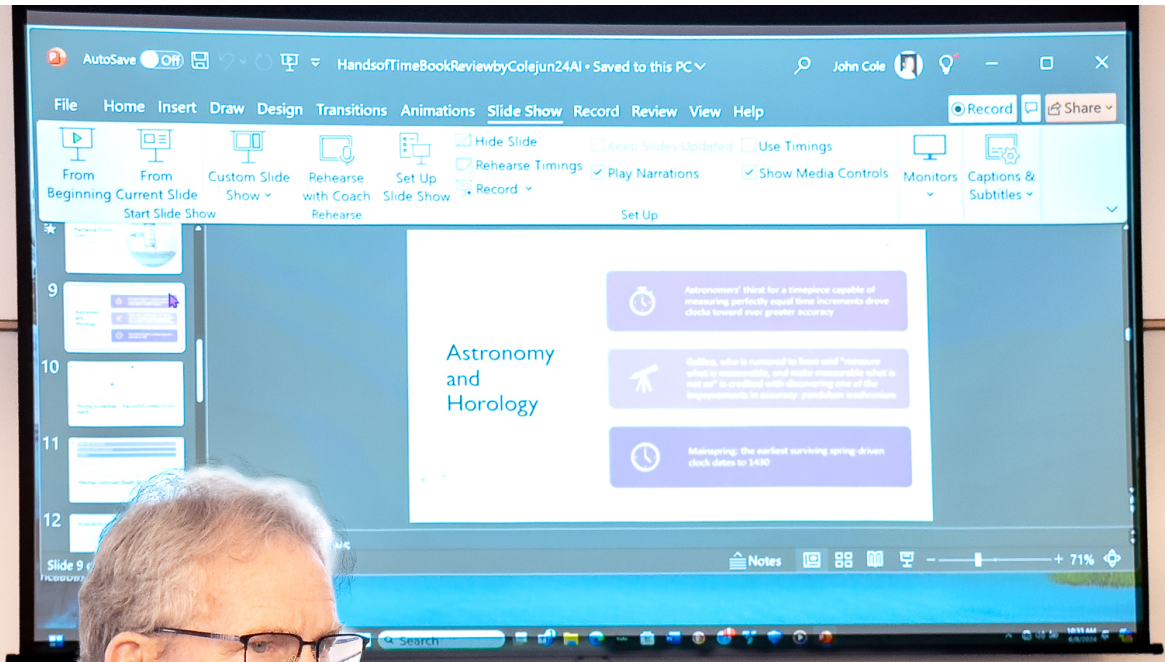 AutoSave Off HandsofTimeBookReviewbyColejun24AI • Saved to this PC John Cole
File Home Insert Draw Design Transitions Animations Slide Show Record Review View Help Record Share
From Beginning
From Current Slide
Start Slide Show
Custom Slide Show
Rehearse with Coach
Rehearse
Set Up Slide Show
Hide Slide
Rehearse Timings
Record
Keep Slides Updated
Play Narrations
Use Timings
Show Media Controls
Set Up
Monitors
Captions & Subtitles
9
10
11
12
Astronomy
and
Horology
Astronomers' thirst for a timepiece capable of
measuring perfectly equal time increments drove
clocks toward ever greater accuracy
Galileo, who is rumored to have said "measure
what is measurable, and make measurable what is
not so" is credited with discovering one of the
improvements in accuracy: pendulum isochronism
Mainspring: the earliest surviving spring-driven
clock dates to 1430
Slide 9
Notes
71%
Search
10:33 AM
6/8/2024